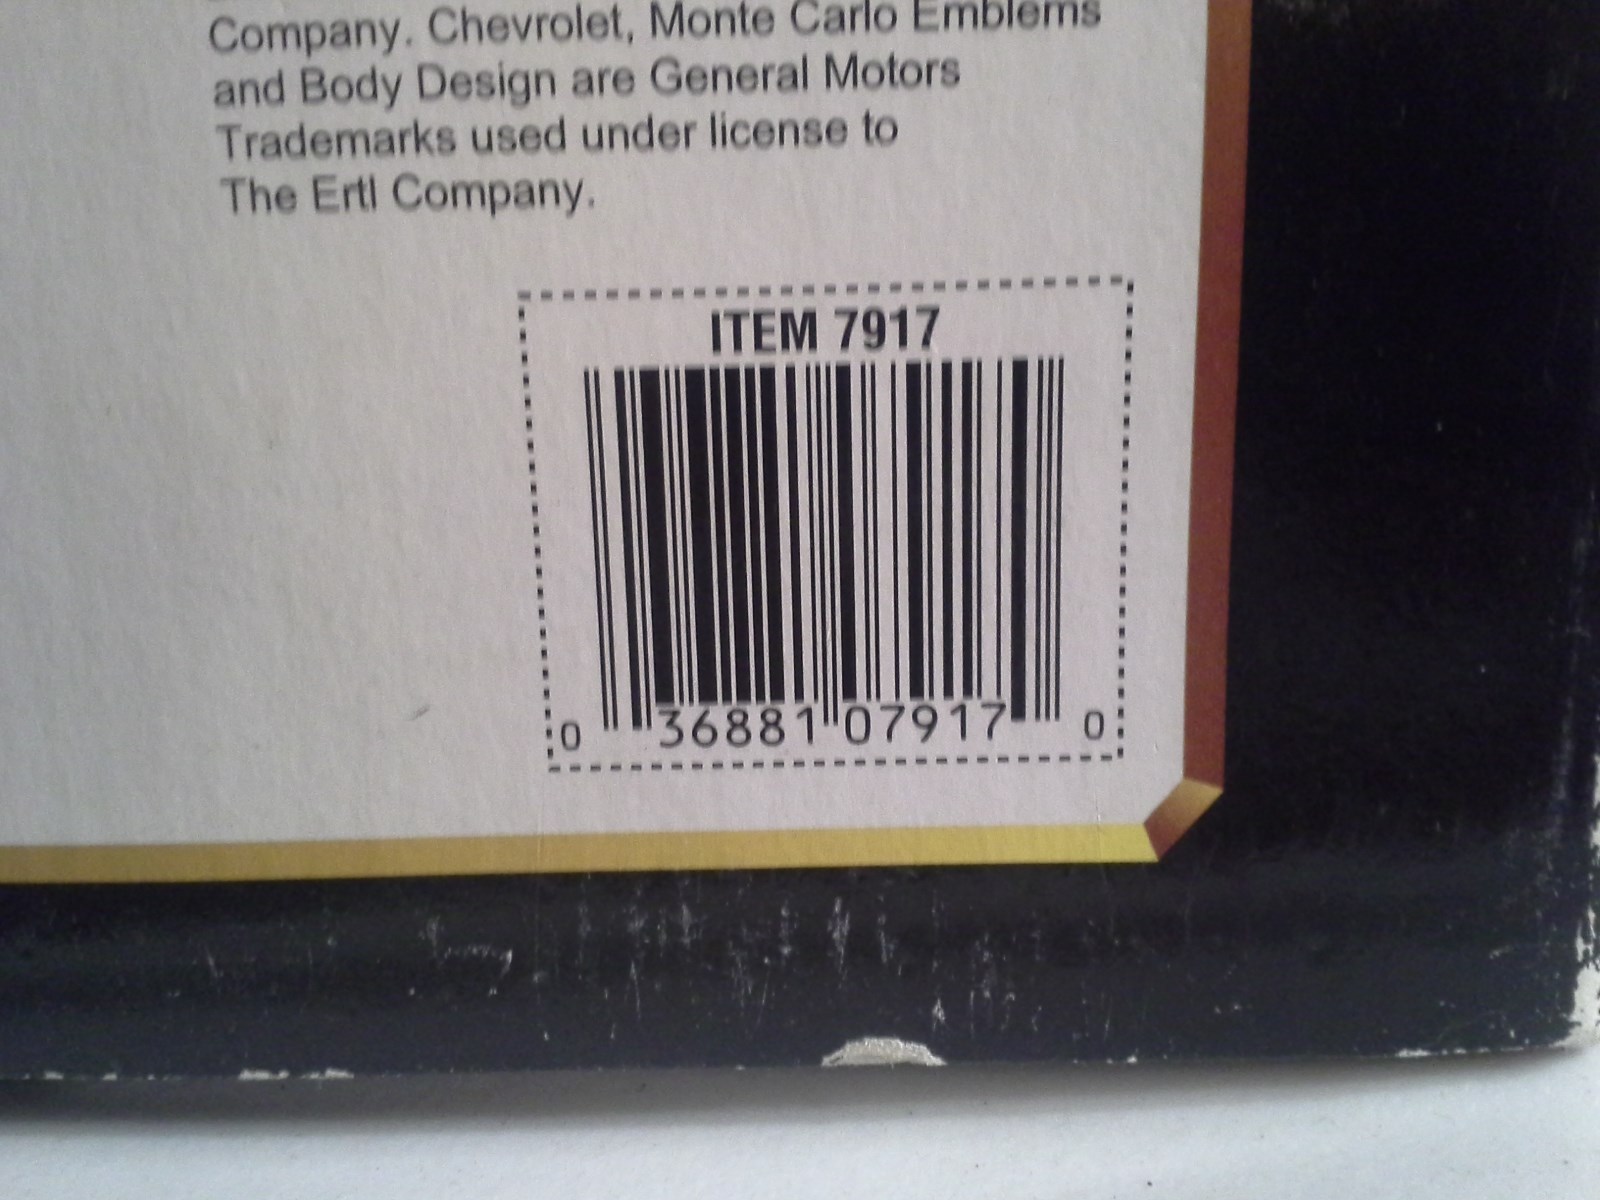 Company. Chevrolet, Monte Carlo Emblems
and Body Design are General Motors
Trademarks used under license to
The Ertl Company.
ITEM 7917
0 36881 07917 0